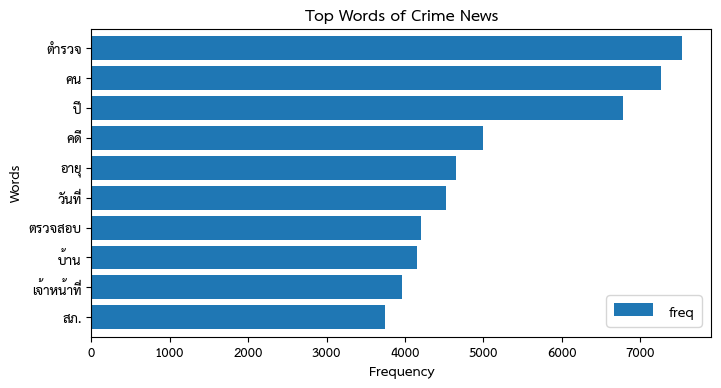 Top Words of Crime News
Words
ตำรวจ
คน
ปี
คดี
อายุ
วันที่
ตรวจสอบ
บ้าน
เจ้าหน้าที่
สภ.
freq
0 1000 2000 3000 4000 5000 6000 7000
Frequency